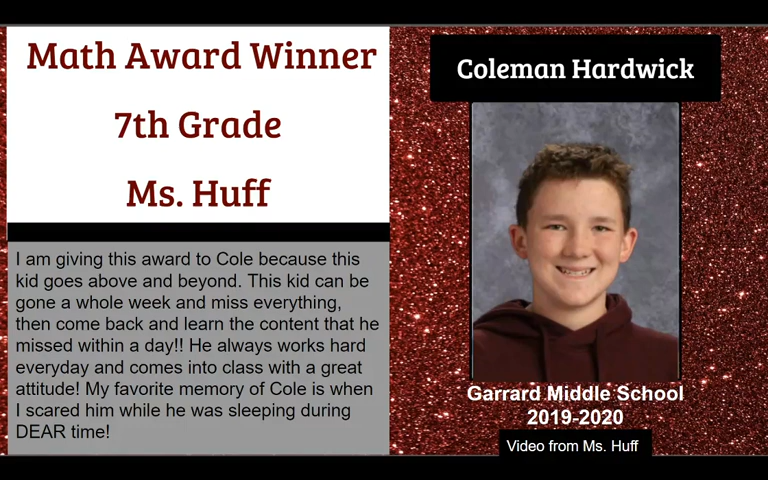 Math Award Winner
7th Grade
Ms. Huff
I am giving this award to Cole because this
kid goes above and beyond. This kid can be
gone a whole week and miss everything,
then come back and learn the content that he
missed within a day!! He always works hard
everyday and comes into class with a great
attitude! My favorite memory of Cole is when
I scared him while he was sleeping during
DEAR time!
Coleman Hardwick
Garrard Middle School
2019-2020
Video from Ms. Huff